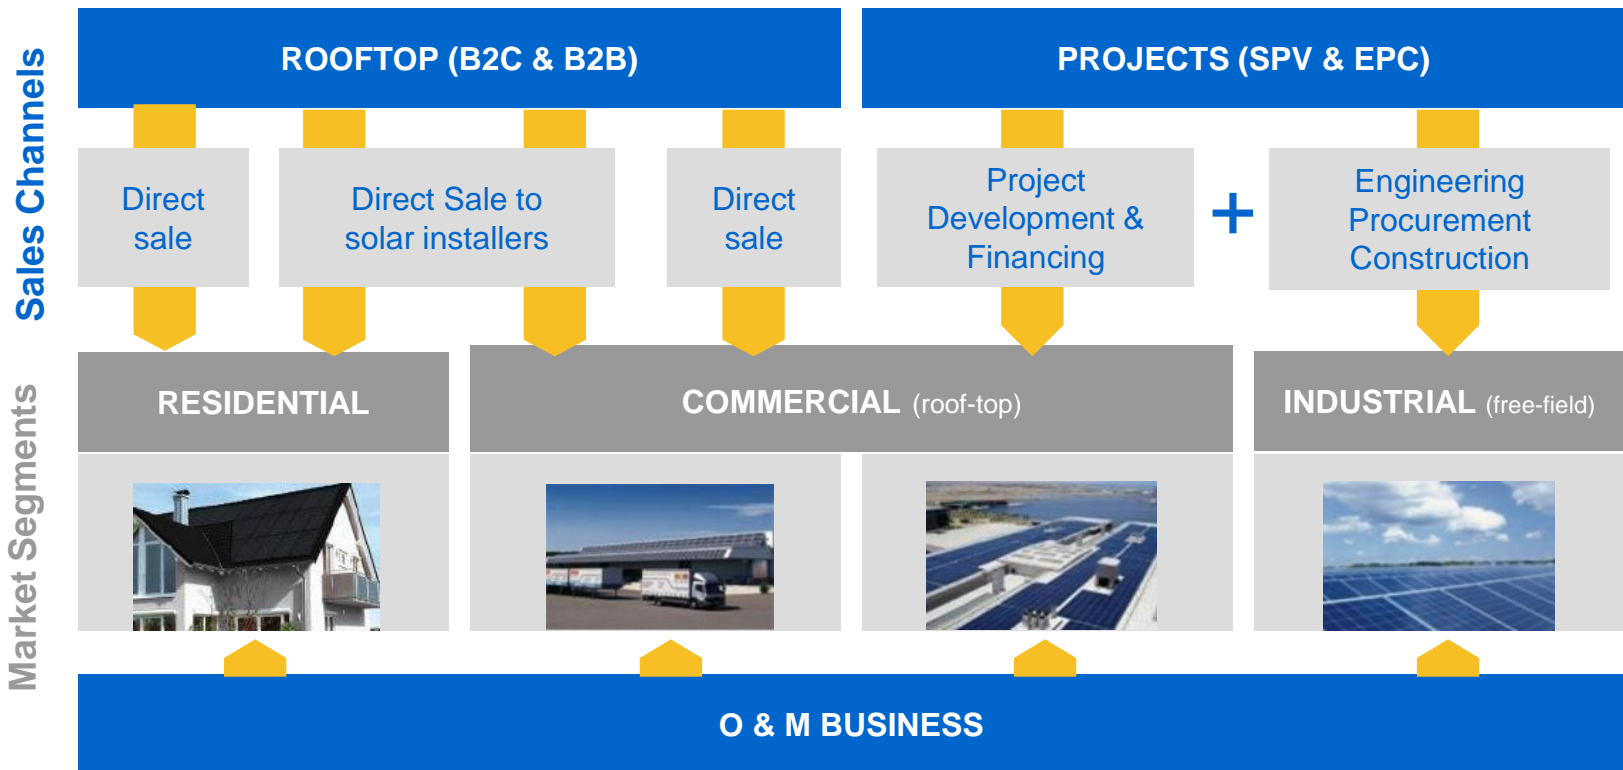 Sales Channels
ROOFTOP (B2C & B2B)
PROJECTS (SPV & EPC)
Direct
sale
Direct Sale to
solar installers
Direct
sale
Project
Development &
Financing
+
Engineering
Procurement
Construction
Market Segments
RESIDENTIAL
COMMERCIAL (roof-top)
INDUSTRIAL (free-field)
O & M BUSINESS